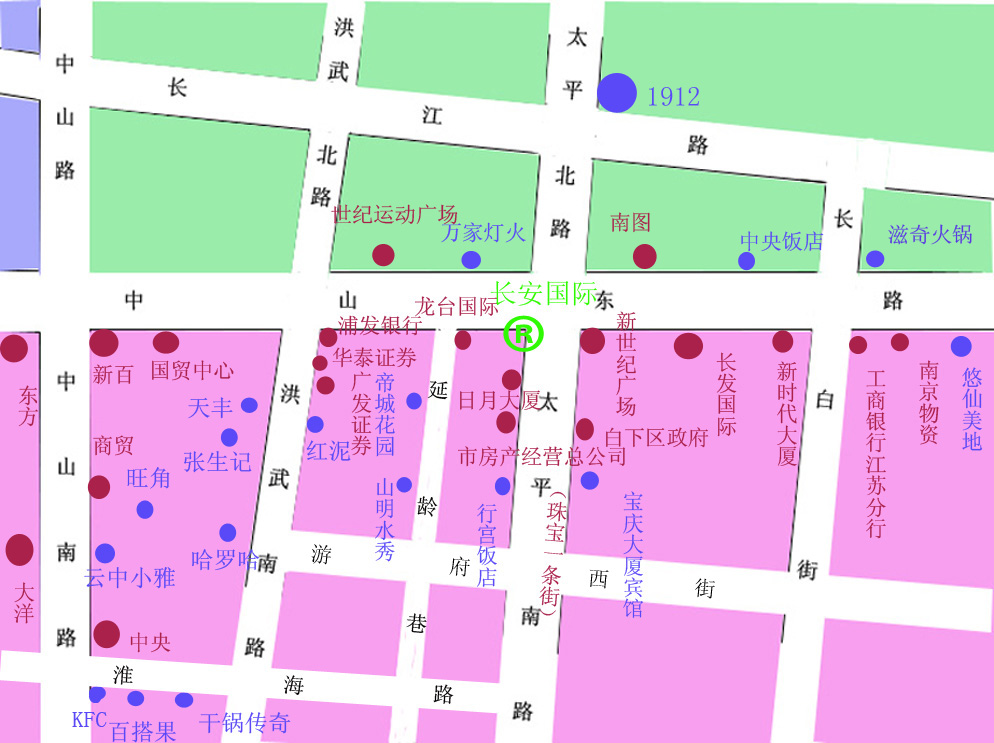 中山路
洪武北路
太平北路
1912
长江路
长白街
世纪运动广场
万家灯火
南图
中央饭店
滋奇火锅
中山东路
长安国际
®
龙台国际
浦发银行
华泰证券
广发证券
帝城花园
红泥
山明水秀
延龄巷
日月大厦
市房产经营总公司
行宫饭店
太平南路
(珠宝一条街)
新世纪广场
长发国际
白下区政府
宝庆大厦宾馆
新时代大厦
工商银行江苏分行
南京物资
悠仙美地
东方
大洋
中山南路
新百
国贸中心
天丰
张生记
商贸
旺角
哈罗哈
云中小雅
中央
洪武南路
游府西街
淮海路
KFC
百搭果
干锅传奇